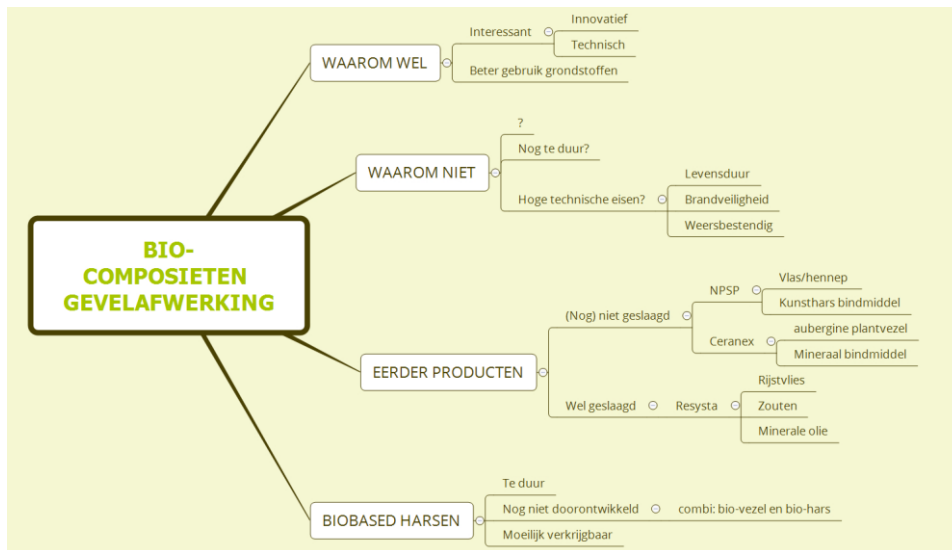 BIO-
COMPOSIETEN
GEVELAFWERKING
WAAROM WEL
Interessant
Innovatief
Technisch
Beter gebruik grondstoffen
WAAROM NIET
?
Nog te duur?
Hoge technische eisen?
Levensduur
Brandveiligheid
Weersbestendig
EERDER PRODUCTEN
(Nog) niet geslaagd
NPSP
Vlas/hennep
Kunsthars bindmiddel
Ceranex
aubergine plantvezel
Mineraal bindmiddel
Wel geslaagd
Resysta
Rijstvlies
Zouten
Minerale olie
BIOBASED HARSEN
Te duur
Nog niet doorontwikkeld
combi: bio-vezel en bio-hars
Moeilijk verkrijgbaar